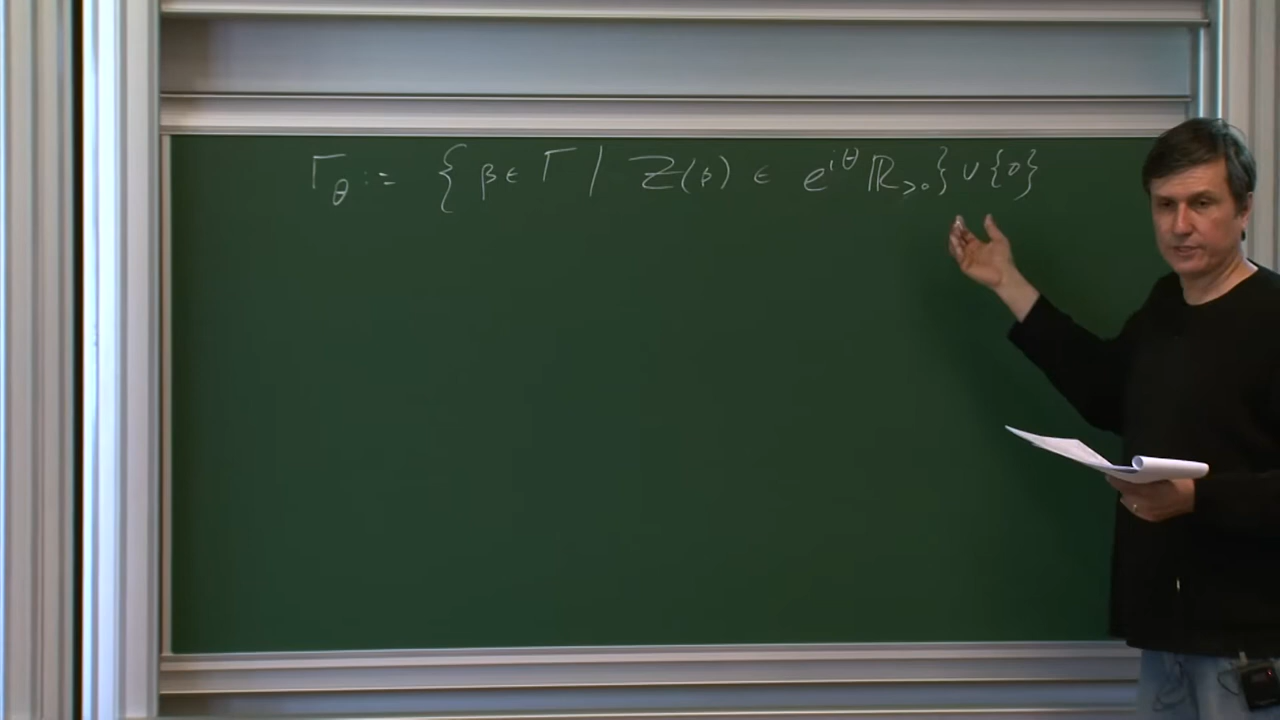 Γ_θ := { β ∈ Γ | Z(β) ∈ e^{iθ} ℝ_{>0} } ∪ {0}